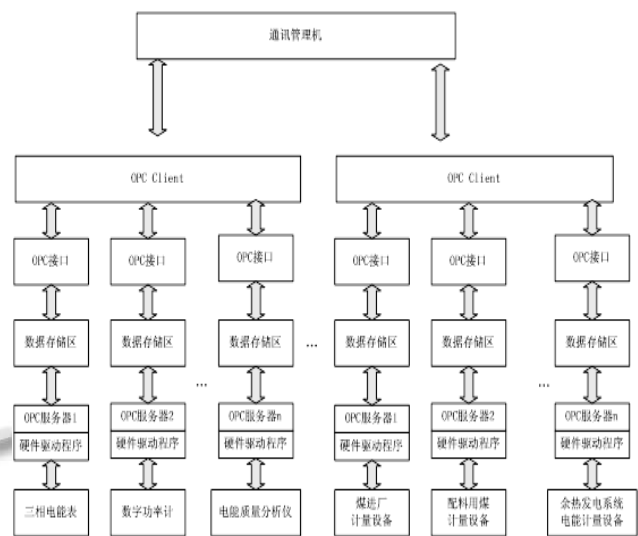 通讯管理机
OPC Client
OPC Client
OPC接口
OPC接口
OPC接口
OPC接口
OPC接口
OPC接口
数据存储区
数据存储区
数据存储区
...
数据存储区
数据存储区
数据存储区
...
...
OPC服务器1
OPC服务器2
OPC服务器n
OPC服务器1
OPC服务器2
OPC服务器n
硬件驱动程序
硬件驱动程序
硬件驱动程序
硬件驱动程序
硬件驱动程序
硬件驱动程序
三相电能表
数字功率计
电能质量分析仪
煤进厂
计量设备
配料用煤
计量设备
余热发电系统
电能计量设备